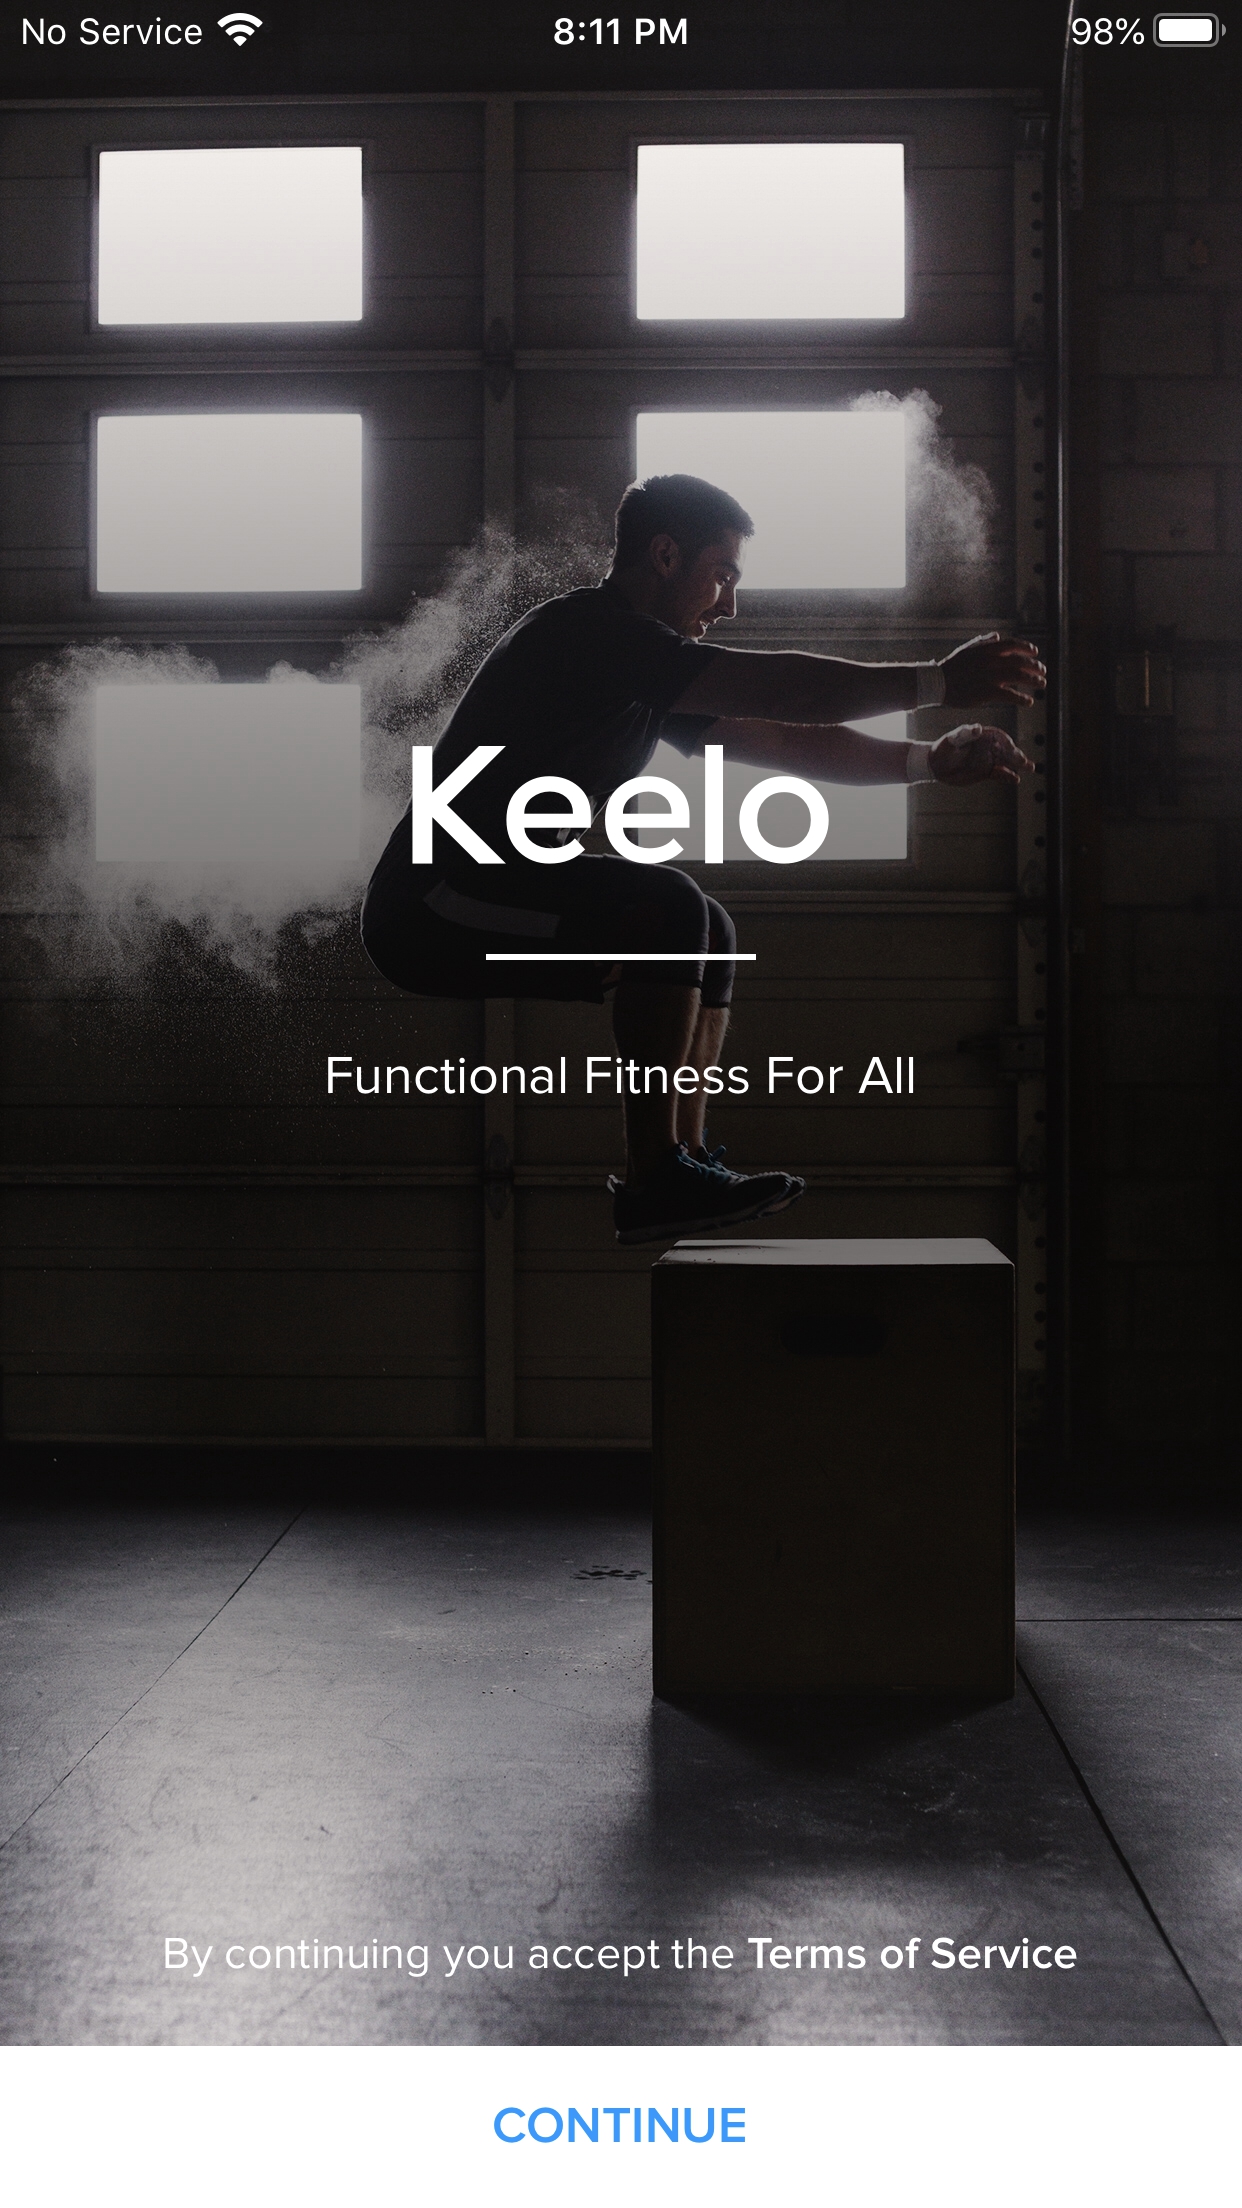 No Service 8:11 PM 98%
Keelo
Functional Fitness For All
By continuing you accept the Terms of Service
CONTINUE